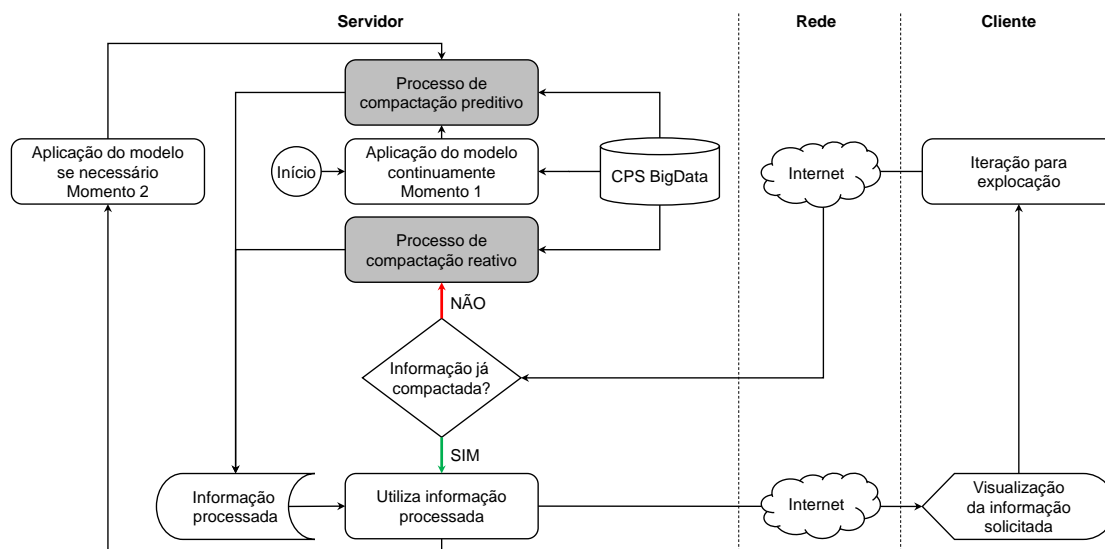 Servidor
Rede
Cliente
Processo de
compactação preditivo
Aplicação do modelo
se necessário
Momento 2
Início
Aplicação do modelo
continuamente
Momento 1
CPS BigData
Internet
Iteração para
explocação
Processo de
compactação reativo
NÃO
Informação já
compactada?
SIM
Informação
processada
Utiliza informação
processada
Internet
Visualização
da informação
solicitada